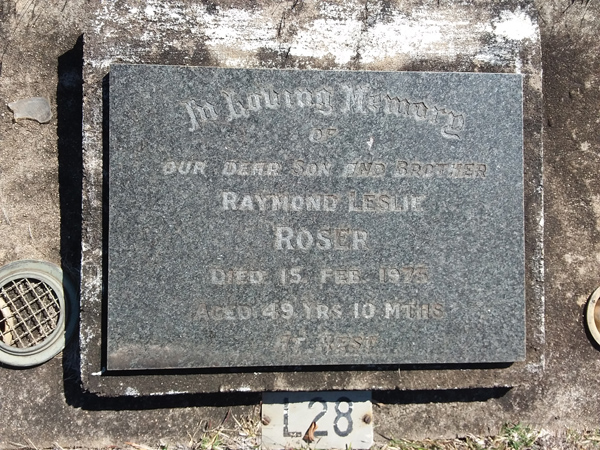 In Loving Memory
OF
OUR DEAR SON AND BROTHER
RAYMOND LESLIE
ROSER
DIED 15 FEB. 1975
AGED 49 YRS 10 MTHS
AT REST
L28